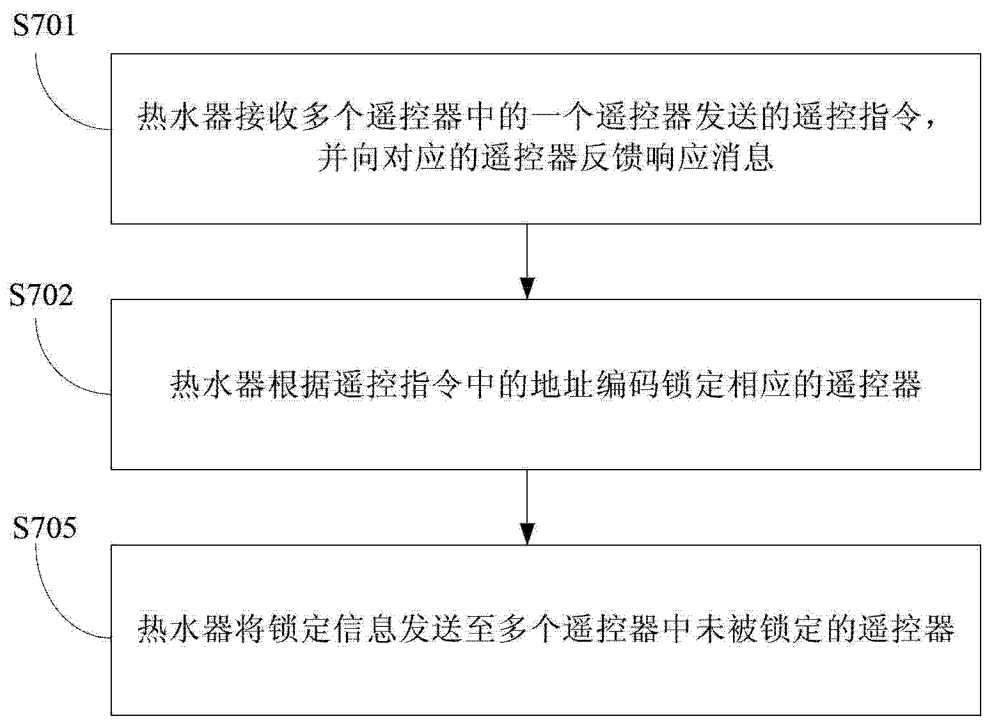 S701
热水器接收多个遥控器中的一个遥控器发送的遥控指令，
并向对应的遥控器反馈响应消息
S702
热水器根据遥控指令中的地址编码锁定相应的遥控器
S705
热水器将锁定信息发送至多个遥控器中未被锁定的遥控器